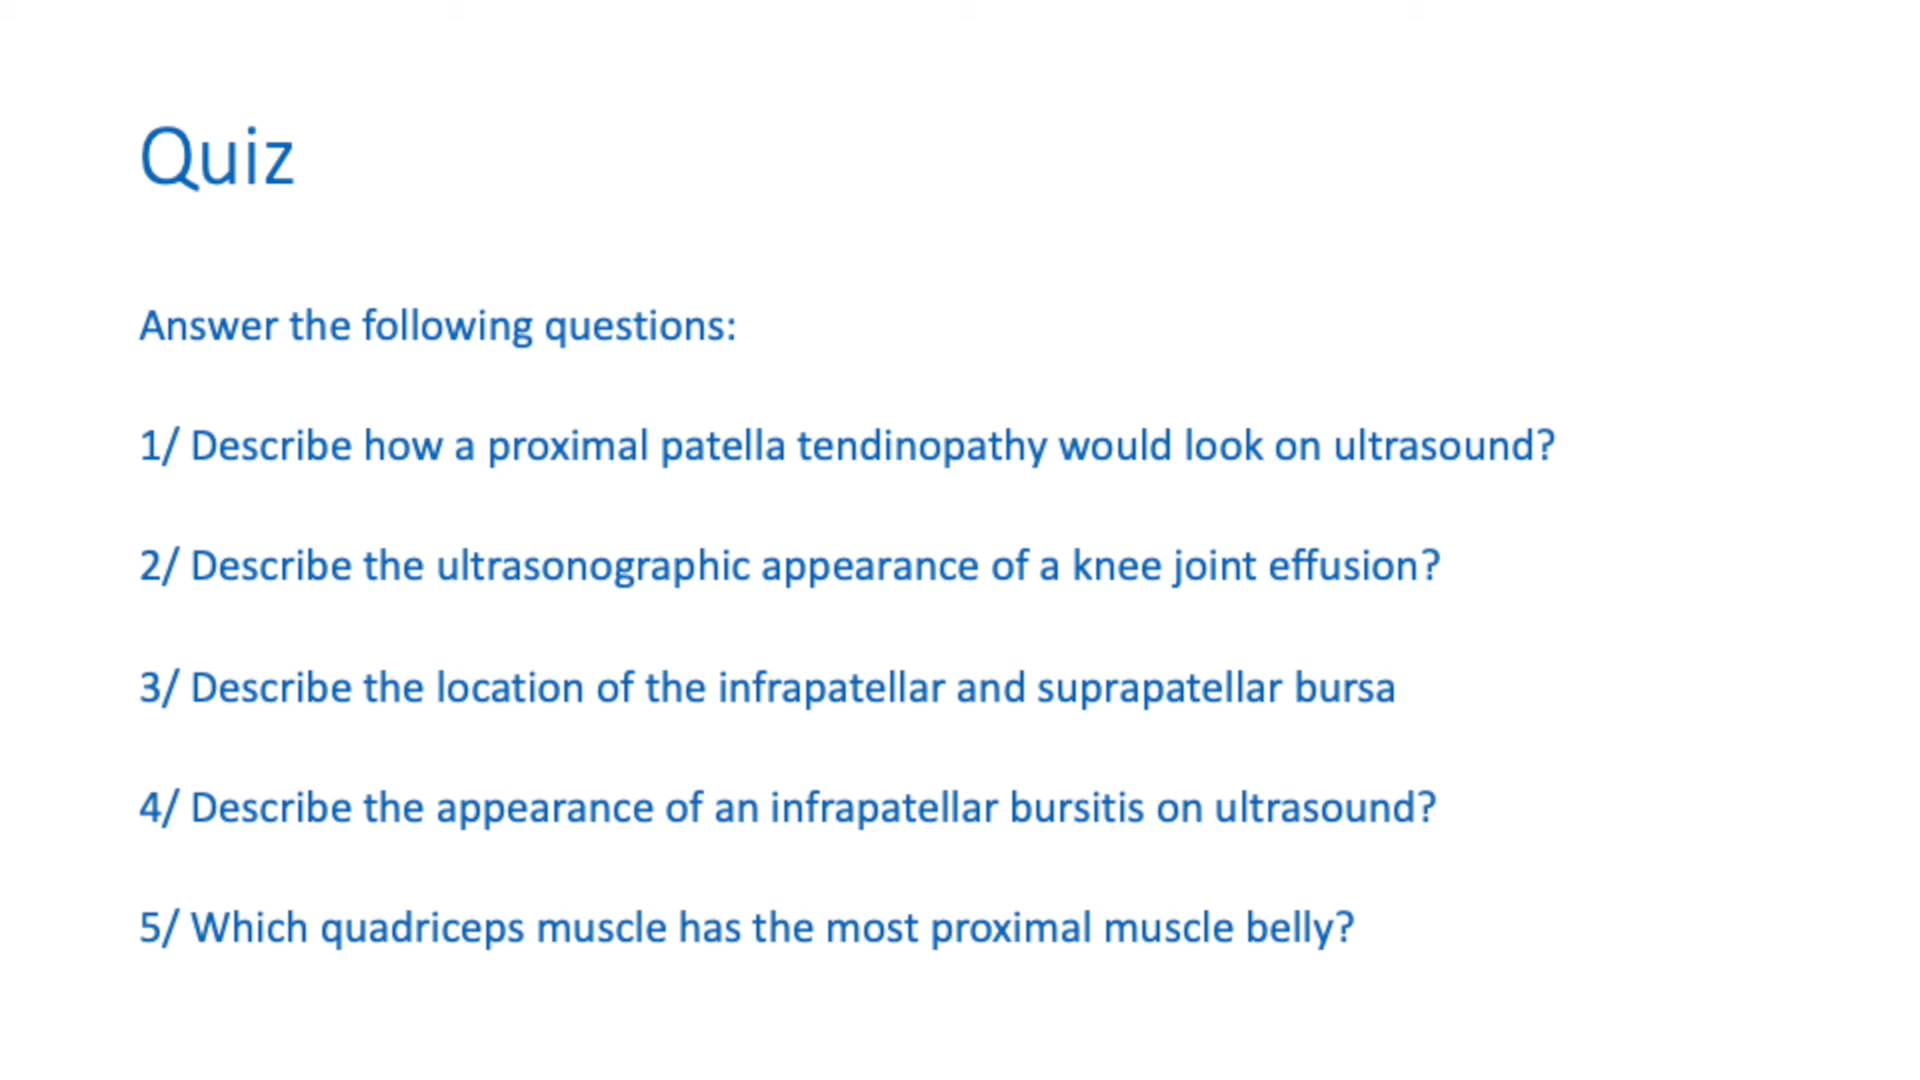 Quiz
Answer the following questions:
1/ Describe how a proximal patella tendinopathy would look on ultrasound?
2/ Describe the ultrasonographic appearance of a knee joint effusion?
3/ Describe the location of the infrapatellar and suprapatellar bursa
4/ Describe the appearance of an infrapatellar bursitis on ultrasound?
5/ Which quadriceps muscle has the most proximal muscle belly?